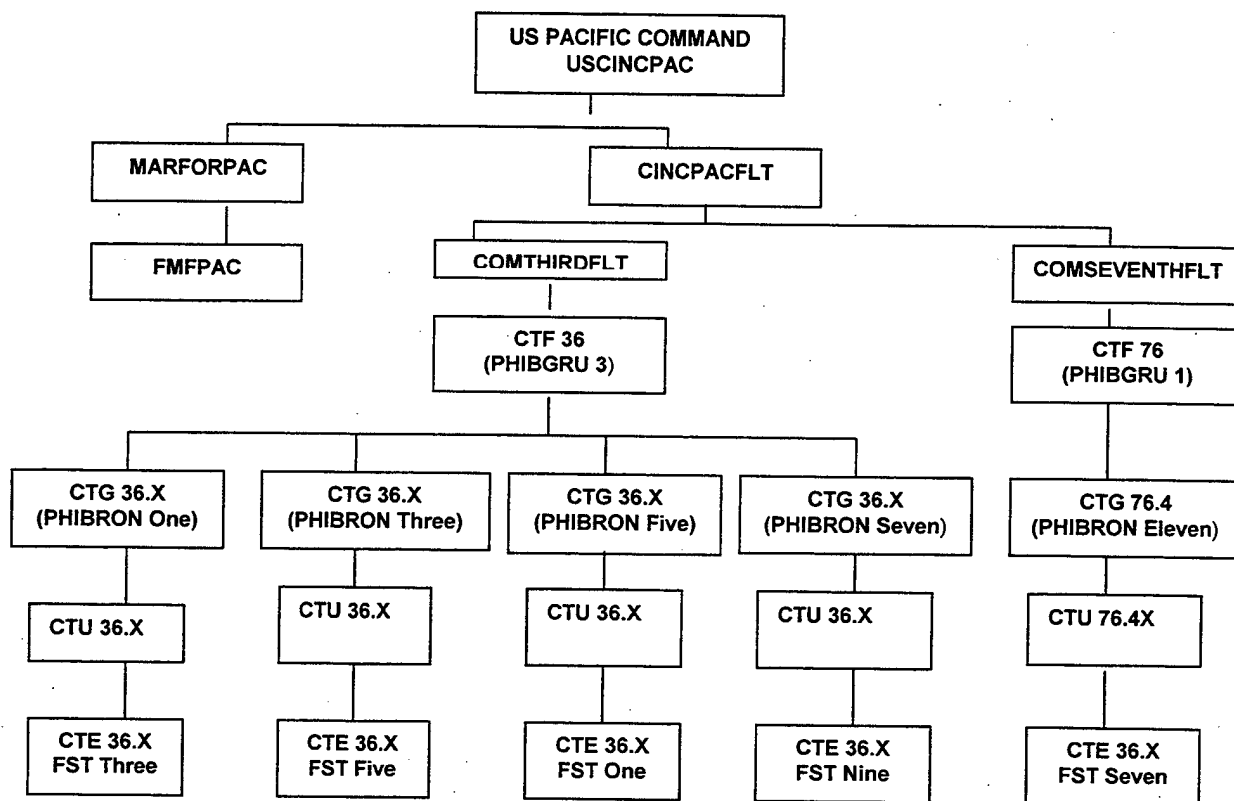 US PACIFIC COMMAND
USCINCPAC
MARFORPAC
CINCPACFLT
FMFPAC
COMTHIRDFLT
COMSEVENTHFLT
CTF 36
(PHIBGRU 3)
CTF 76
(PHIBGRU 1)
CTG 36.X
(PHIBRON One)
CTG 36.X
(PHIBRON Three)
CTG 36.X
(PHIBRON Five)
CTG 36.X
(PHIBRON Seven)
CTG 76.4
(PHIBRON Eleven)
CTU 36.X
CTU 36.X
CTU 36.X
CTU 36.X
CTU 76.4X
CTE 36.X
FST Three
CTE 36.X
FST Five
CTE 36.X
FST One
CTE 36.X
FST Nine
CTE 36.X
FST Seven